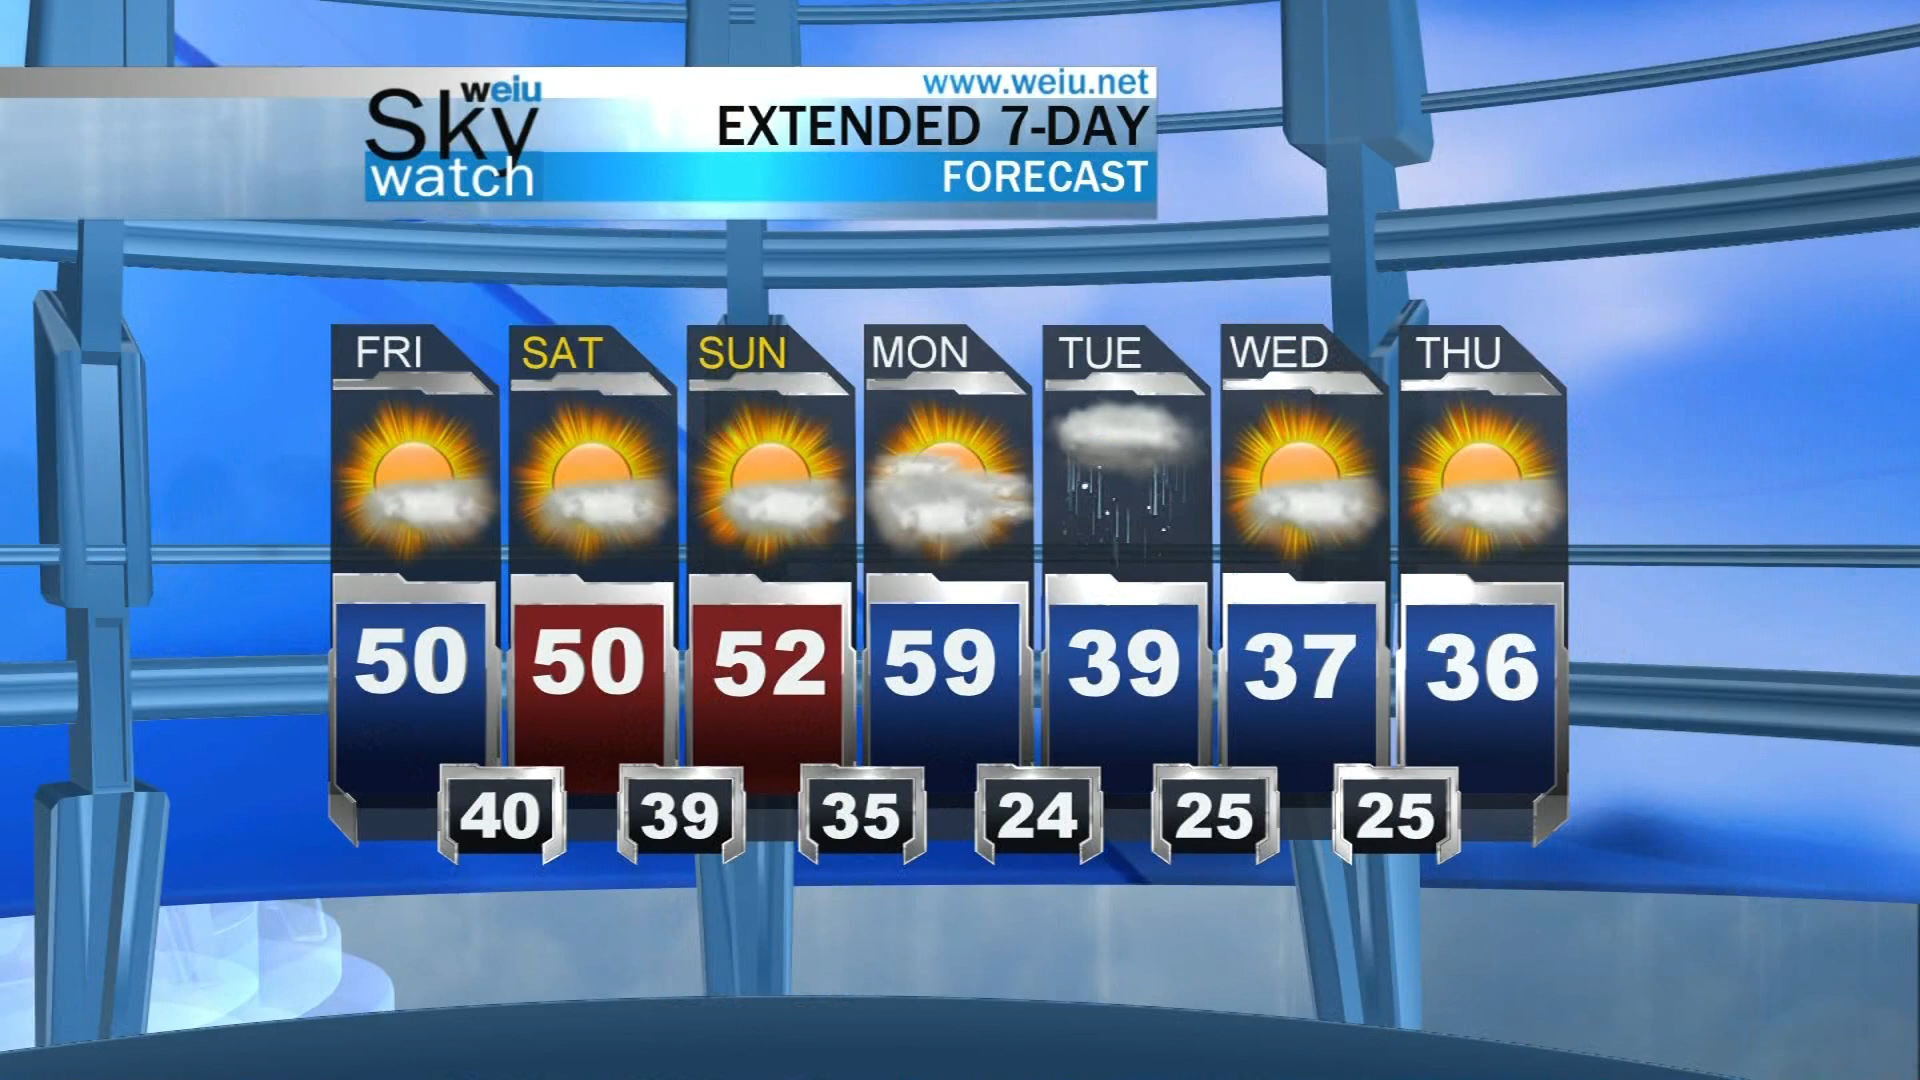 weiu
Sky
watch
www.weiu.net
EXTENDED 7-DAY
FORECAST
FRI SAT SUN MON TUE WED THU
50 50 52 59 39 37 36
40 39 35 24 25 25